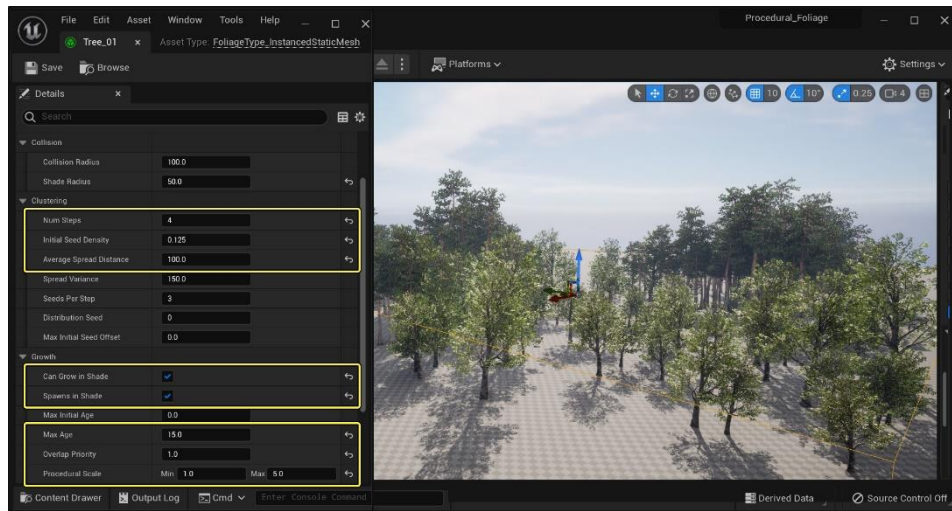 File Edit Asset Window Tools Help
Tree_01 Asset Type: FoliageType_InstancedStaticMesh
Save Browse
Details
Search
Collision
Collision Radius 100.0
Shade Radius 50.0
Clustering
Num Steps 4
Initial Seed Density 0.125
Average Spread Distance 100.0
Spread Variance 150.0
Seeds Per Step 3
Distribution Seed 0
Max Initial Seed Offset 0.0
Growth
Can Grow in Shade
Spawns in Shade
Max Initial Age 0.0
Max Age 15.0
Overlap Priority 1.0
Procedural Scale Min 1.0 Max 5.0
Content Drawer Output Log Cmd Enter Console Command
Procedural_Foliage
Platforms Settings
10 10° 0.25 4
Derived Data Source Control Off